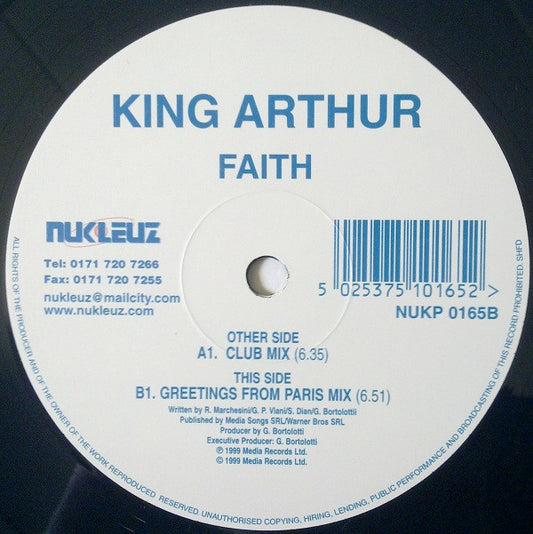 KING ARTHUR
FAITH
NUKLEUZ
Tel: 0171 720 7266
Fax: 0171 720 7255
nukleuz@mailcity.com
www.nukleuz.com
5 025375 101652 >
NUKP 0165B
OTHER SIDE
A1. CLUB MIX (6.35)
THIS SIDE
B1. GREETINGS FROM PARIS MIX (6.51)
Written by R. Marchesini/G. P. Viani/S. Dian/G. Bortolottii
Published by Media Songs SRL/Warner Bros SRL
Producer by G. Bortolotti
Executive Producer: G. Bortolotti
℗ 1999 Media Records Ltd.
© 1999 Media Records Ltd.
ALL RIGHTS OF THE PRODUCER AND OF THE OWNER OF THE WORK REPRODUCED RESERVED. UNAUTHORISED COPYING, HIRING, LENDING, PUBLIC PERFORMANCE AND BROADCASTING OF THIS RECORD PROHIBITED. SHFD